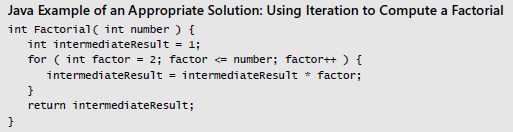 Java Example of an Appropriate Solution: Using Iteration to Compute a Factorial
int Factorial( int number ) {
   int intermediateResult = 1;
   for ( int factor = 2; factor <= number; factor++ ) {
      intermediateResult = intermediateResult * factor;
   }
   return intermediateResult;
}